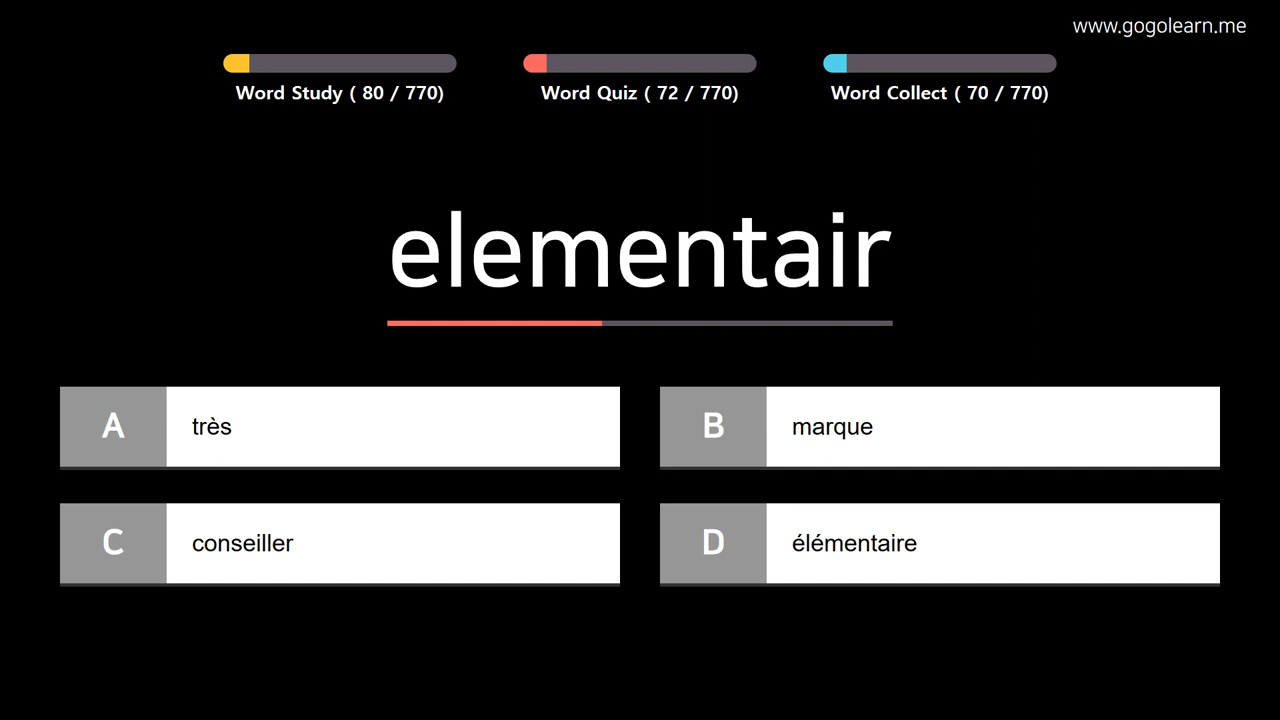 www.gogolearn.me
Word Study ( 80 / 770)
Word Quiz ( 72 / 770)
Word Collect ( 70 / 770)
elementair
A
très
B
marque
C
conseiller
D
élémentaire